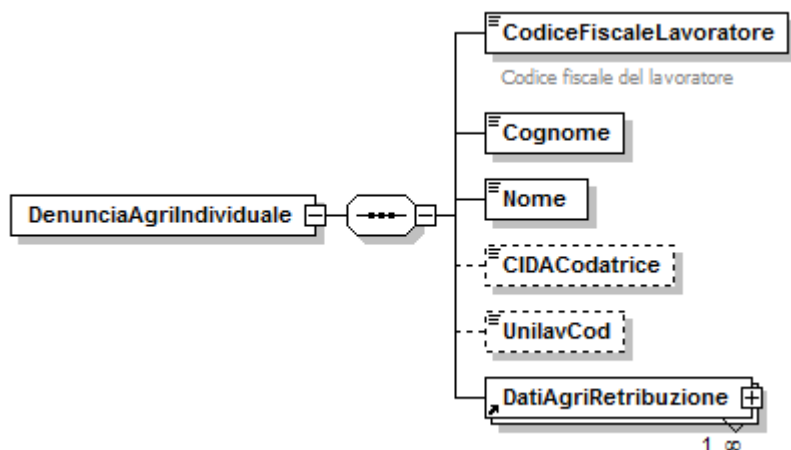 CodiceFiscaleLavoratore
Codice fiscale del lavoratore
Cognome
Nome
DenunciaAgriIndividuale
CIDACodatrice
UnilavCod
DatiAgriRetribuzione
1 ∞